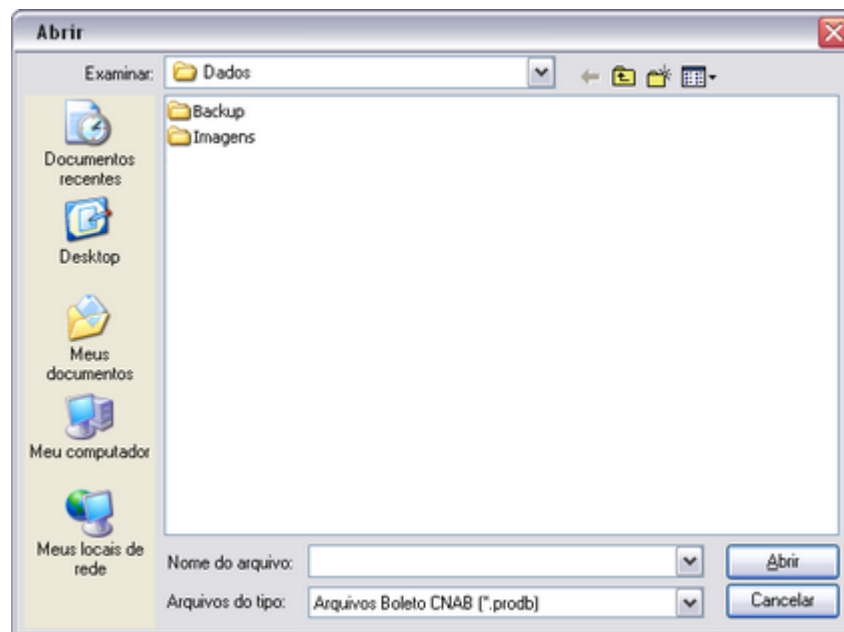 Abrir
Examinar:
Dados
Backup
Imagens
Documentos
recentes
Desktop
Meus
documentos
Meu computador
Meus locais de
rede
Nome do arquivo:
Abrir
Arquivos do tipo:
Arquivos Boleto CNAB (*.prodb)
Cancelar